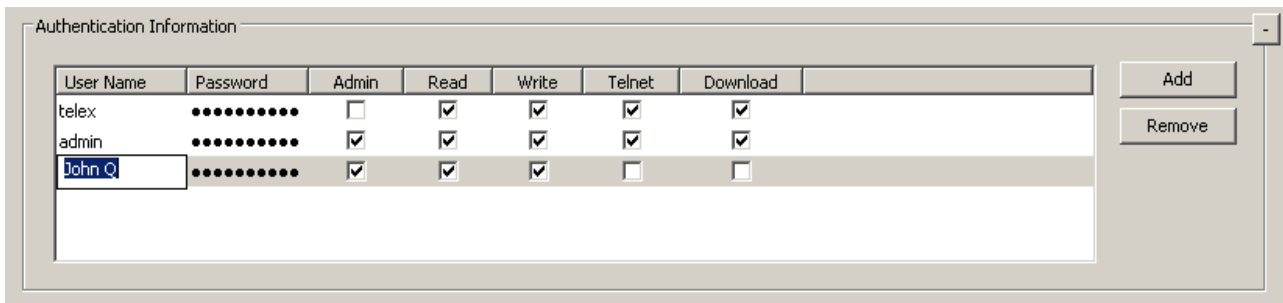 Authentication Information
-
User Name Password Admin Read Write Telnet Download
telex ●●●●●●●●●●
admin ●●●●●●●●●●
John Q. ●●●●●●●●●●
Add
Remove